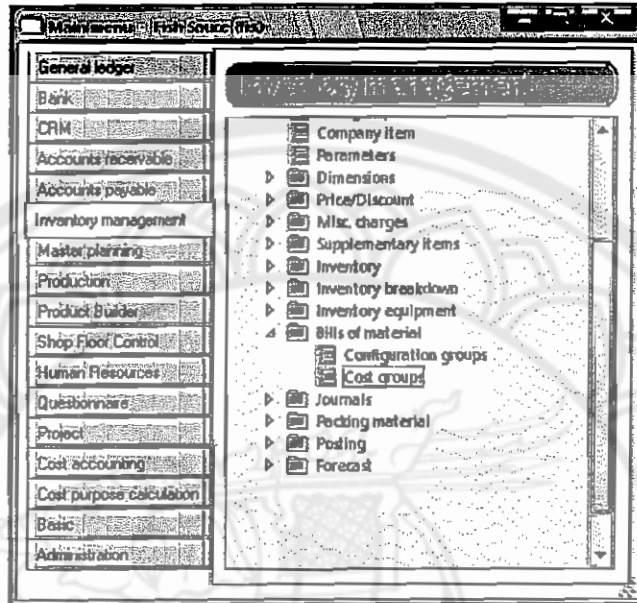 Main menu - Fish Sauce (fis)
General ledger
Bank
CRM
Accounts receivable
Accounts payable
Inventory management
Master planning
Production
Product Builder
Shop Floor Control
Human Resources
Questionnaire
Project
Cost accounting
Cost purpose calculation
Basic
Administration
Inventory management
Company item
Parameters
Dimensions
Price/Discount
Misc. charges
Supplementary items
Inventory
Inventory breakdown
Inventory equipment
Bills of material
Configuration groups
Cost groups
Journals
Packing material
Posting
Forecast